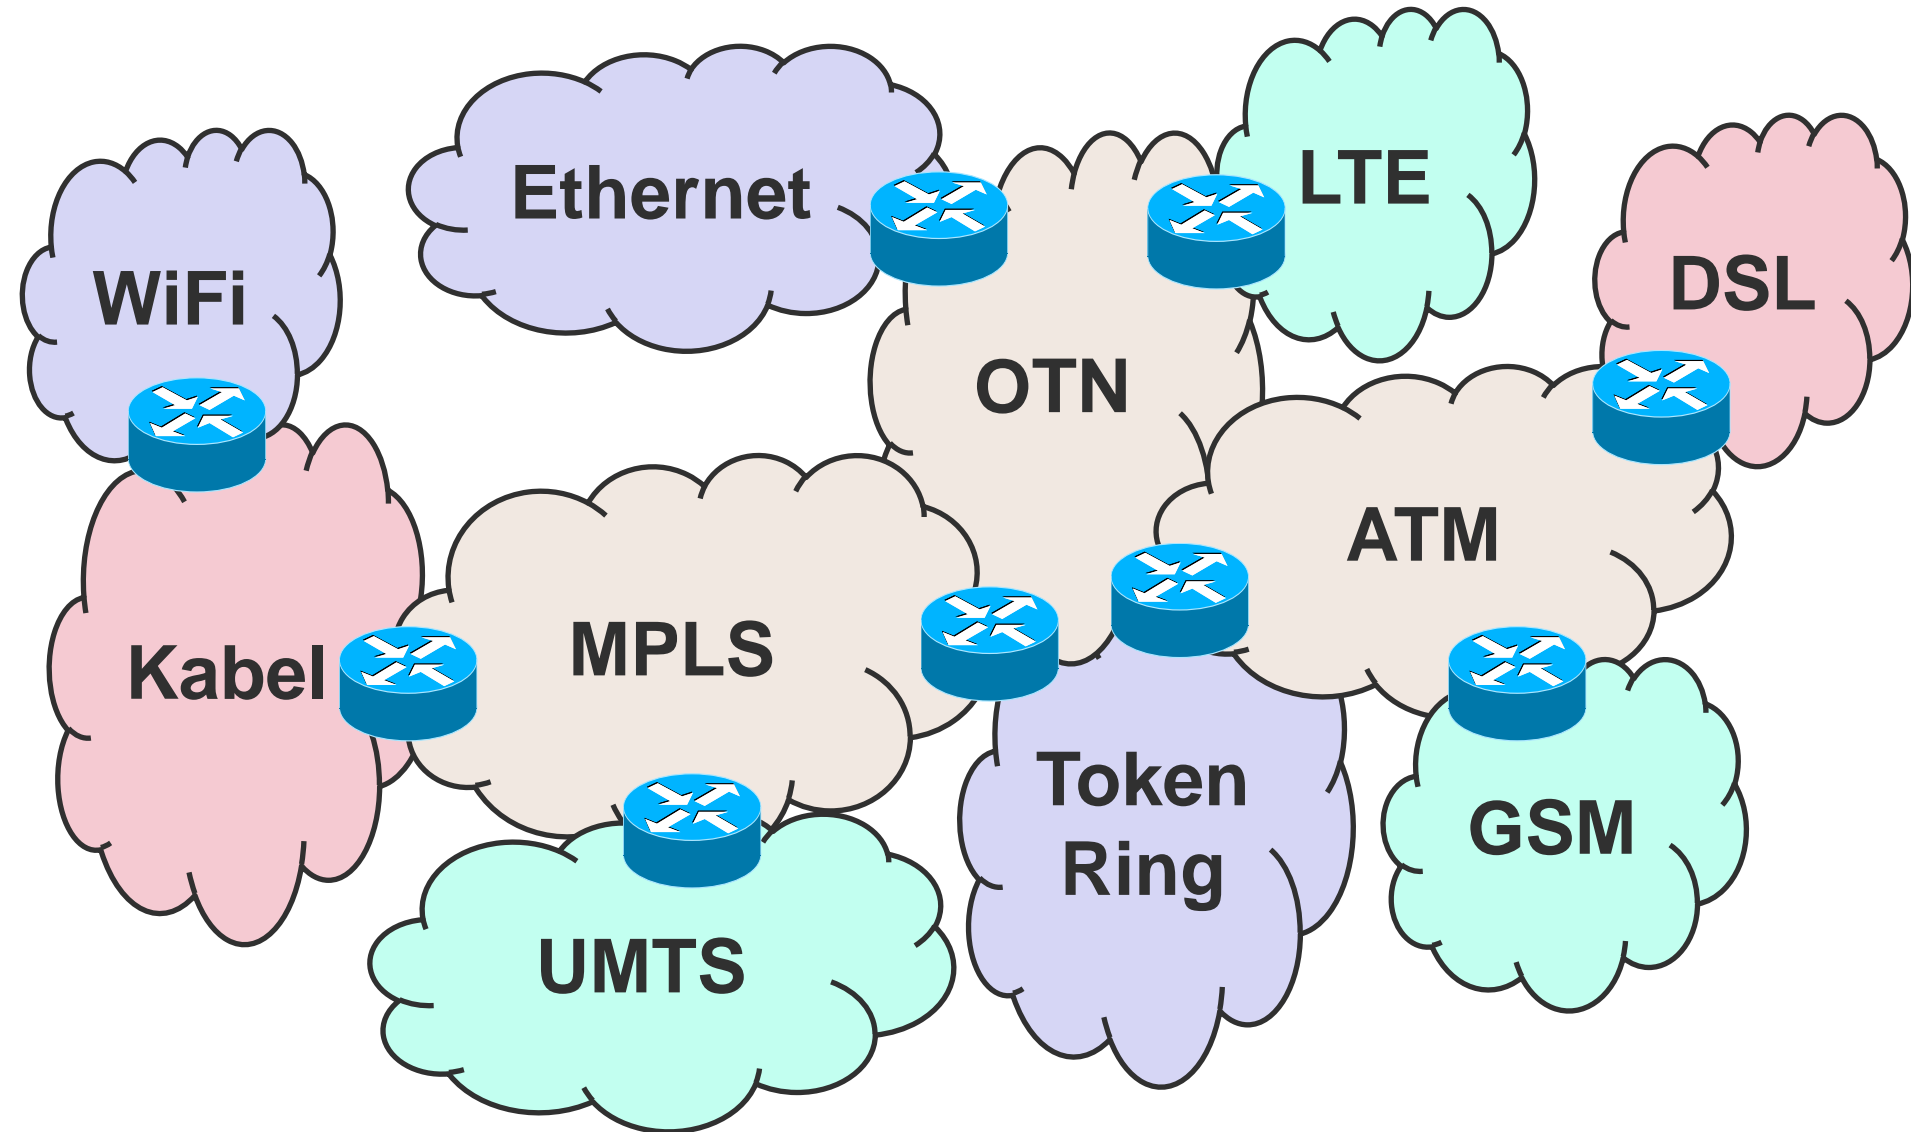 Ethernet
LTE
WiFi
DSL
OTN
ATM
MPLS
Kabel
Token
Ring
GSM
UMTS